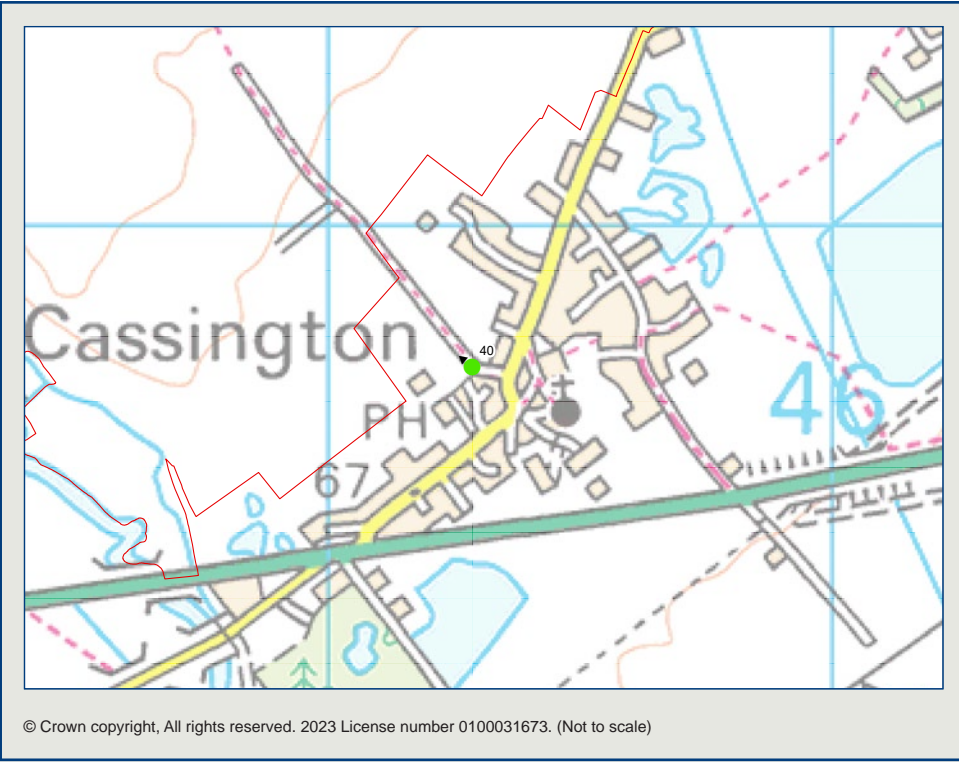 40
Cassington
PH
46
67
© Crown copyright, All rights reserved. 2023 License number 0100031673. (Not to scale)